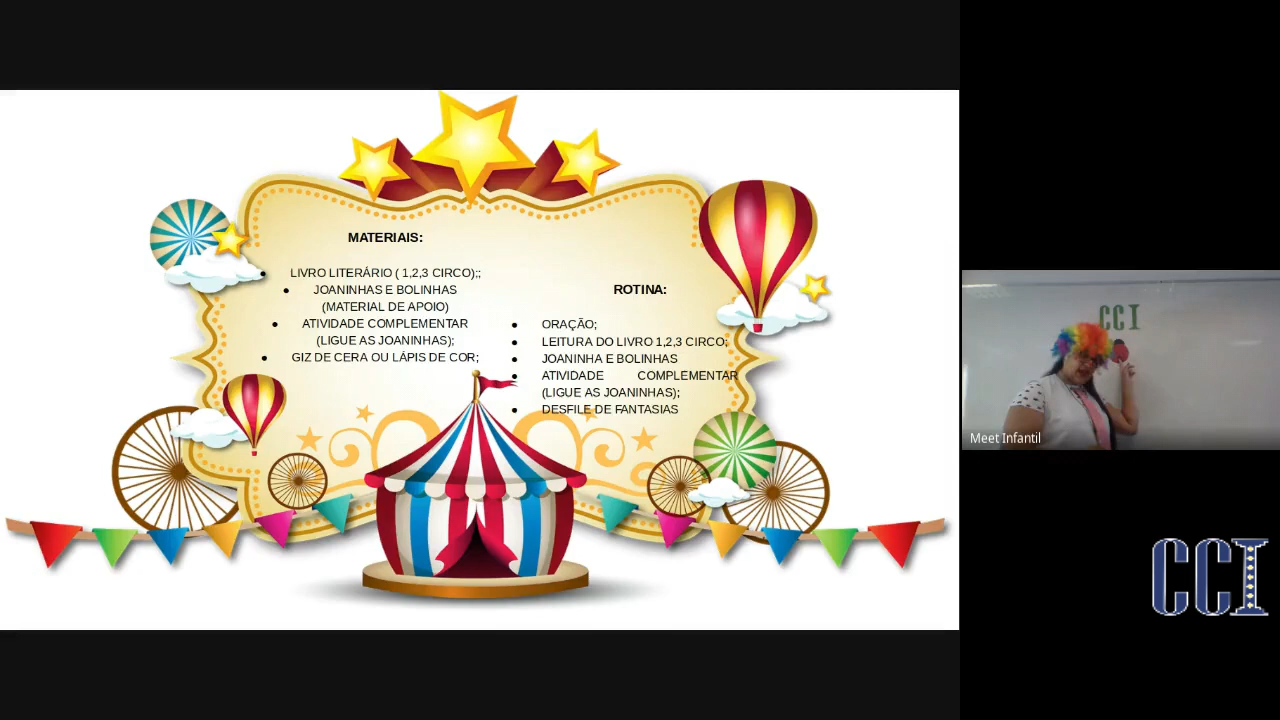 MATERIAIS:
LIVRO LITERÁRIO ( 1,2,3 CIRCO);;
JOANINHAS E BOLINHAS
(MATERIAL DE APOIO)
ATIVIDADE COMPLEMENTAR
(LIGUE AS JOANINHAS);
GIZ DE CERA OU LÁPIS DE COR;
ROTINA:
ORAÇÃO;
LEITURA DO LIVRO 1,2,3 CIRCO;
JOANINHA E BOLINHAS
ATIVIDADE COMPLEMENTAR
(LIGUE AS JOANINHAS);
DESFILE DE FANTASIAS
CCI
Meet Infantil
CCI